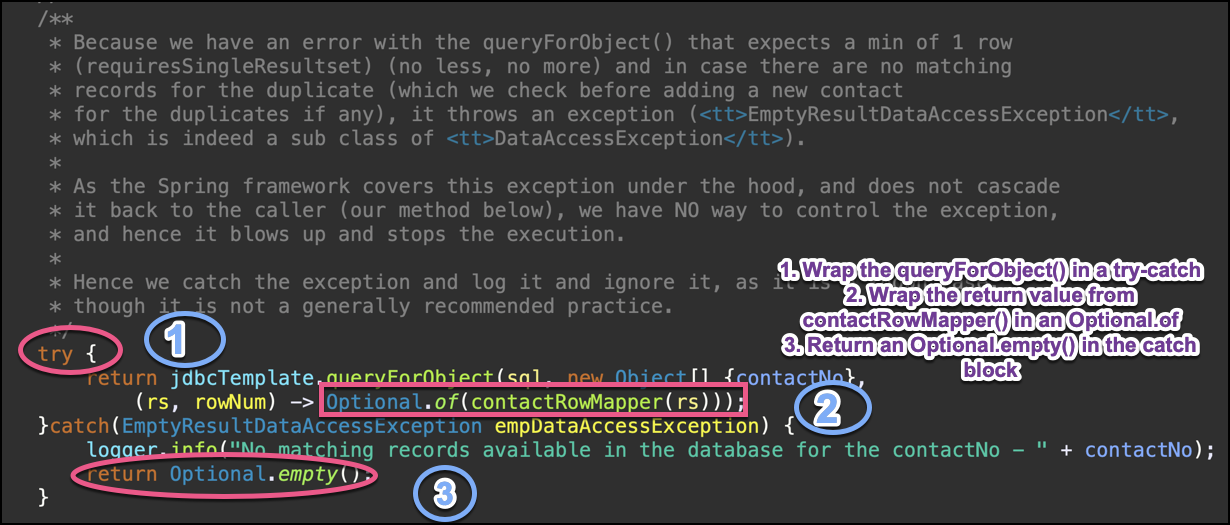 /**
* Because we have an error with the queryForObject() that expects a min of 1 row
* (requiresSingleResultset) (no less, no more) and in case there are no matching
* records for the duplicate (which we check before adding a new contact
* for the duplicates if any), it throws an exception (<tt>EmptyResultDataAccessException</tt>,
* which is indeed a sub class of <tt>DataAccessException</tt>).
*
* As the Spring framework covers this exception under the hood, and does not cascade
* it back to the caller (our method below), we have NO way to control the exception,
* and hence it blows up and stops the execution.
*
* Hence we catch the exception and log it and ignore it, as it is
* though it is not a generally recommended practice.
*/
1. Wrap the queryForObject() in a try-catch
2. Wrap the return value from
contactRowMapper() in an Optional.of
3. Return an Optional.empty() in the catch
block
try {
1
return jdbcTemplate.queryForObject(sql, new Object[] {contactNo},
(rs, rowNum) -> Optional.of(contactRowMapper(rs)));
2
}catch(EmptyResultDataAccessException empDataAccessException) {
logger.info("No matching records available in the database for the contactNo - " + contactNo);
return Optional.empty();
3
}